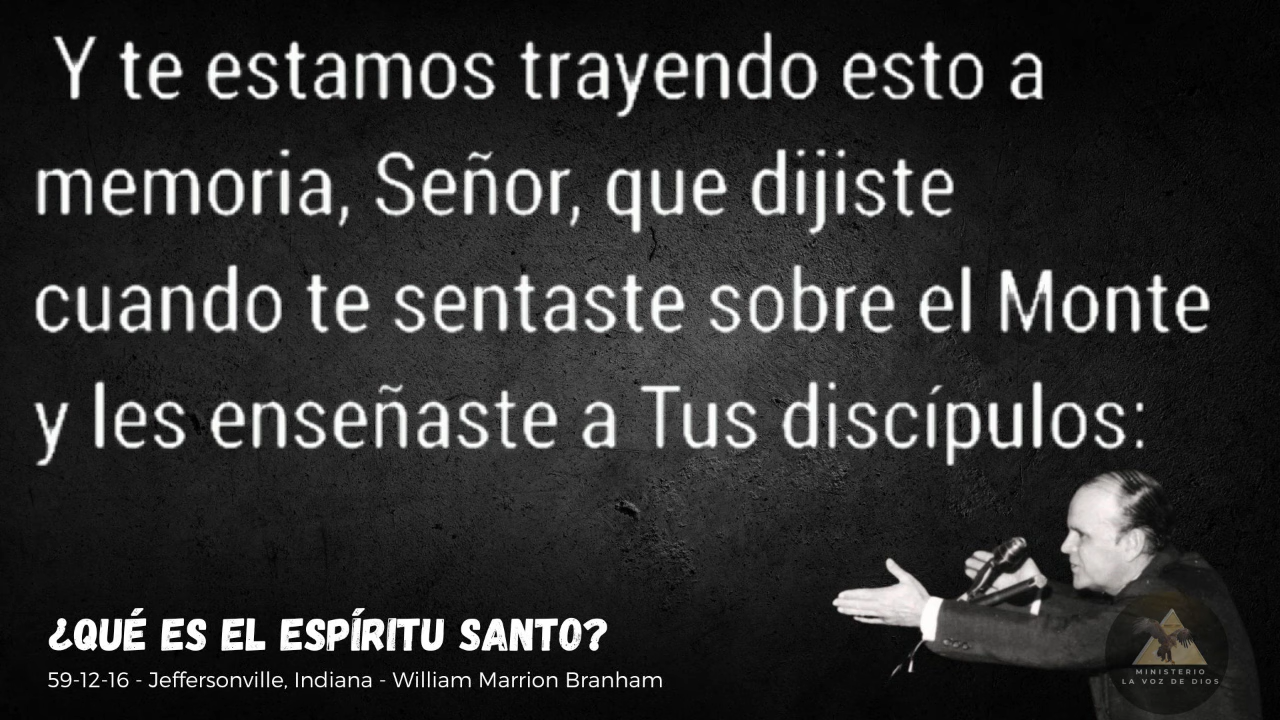 Y te estamos trayendo esto a
memoria, Señor, que dijiste
cuando te sentaste sobre el Monte
y les enseñaste a Tus discípulos:
¿QUÉ ES EL ESPÍRITU SANTO?
59-12-16 - Jeffersonville, Indiana - William Marrion Branham
MINISTERIO
LA VOZ DE DIOS